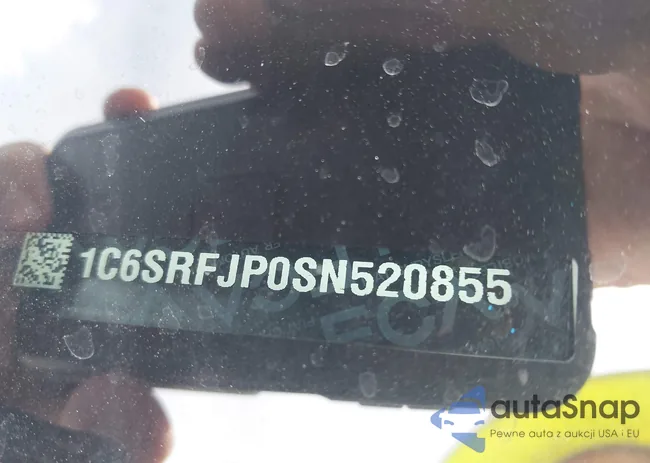 1C6SRFJP0SN520855
autaSnap
Pewne auta z aukcji USA i EU